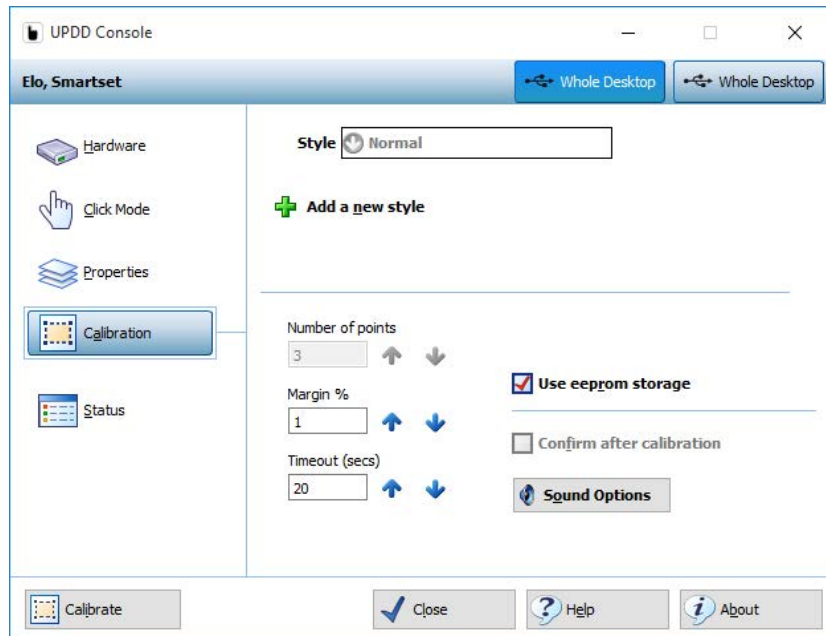 UPDD Console
Elo, Smartset
Whole Desktop
Whole Desktop
Hardware
Click Mode
Properties
Calibration
Status
Style Normal
Add a new style
Number of points
3
Margin %
1
Timeout (secs)
20
Use eeprom storage
Confirm after calibration
Sound Options
Calibrate
Close
Help
About